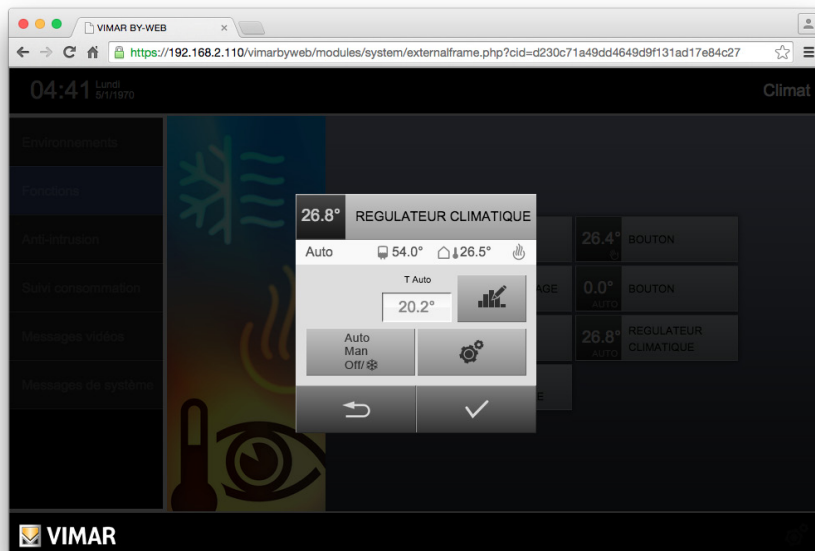 VIMAR BY-WEB
https://192.168.2.110/vimarbyweb/modules/system/externalframe.php?cid=d230c71a49dd4649d9f131ad17e84c27
04:41 Lundi
5/1/1970
Climat
Environnements
Fonctions
Anti-intrusion
Suivi consommation
Messages vidéos
Messages de système
26.8° REGULATEUR CLIMATIQUE
Auto 54.0° 26.5°
T Auto
20.2°
Auto
Man
Off/
26.4° BOUTON
AGE
0.0° BOUTON
AUTO
26.8° REGULATEUR
CLIMATIQUE
AUTO
E
VIMAR